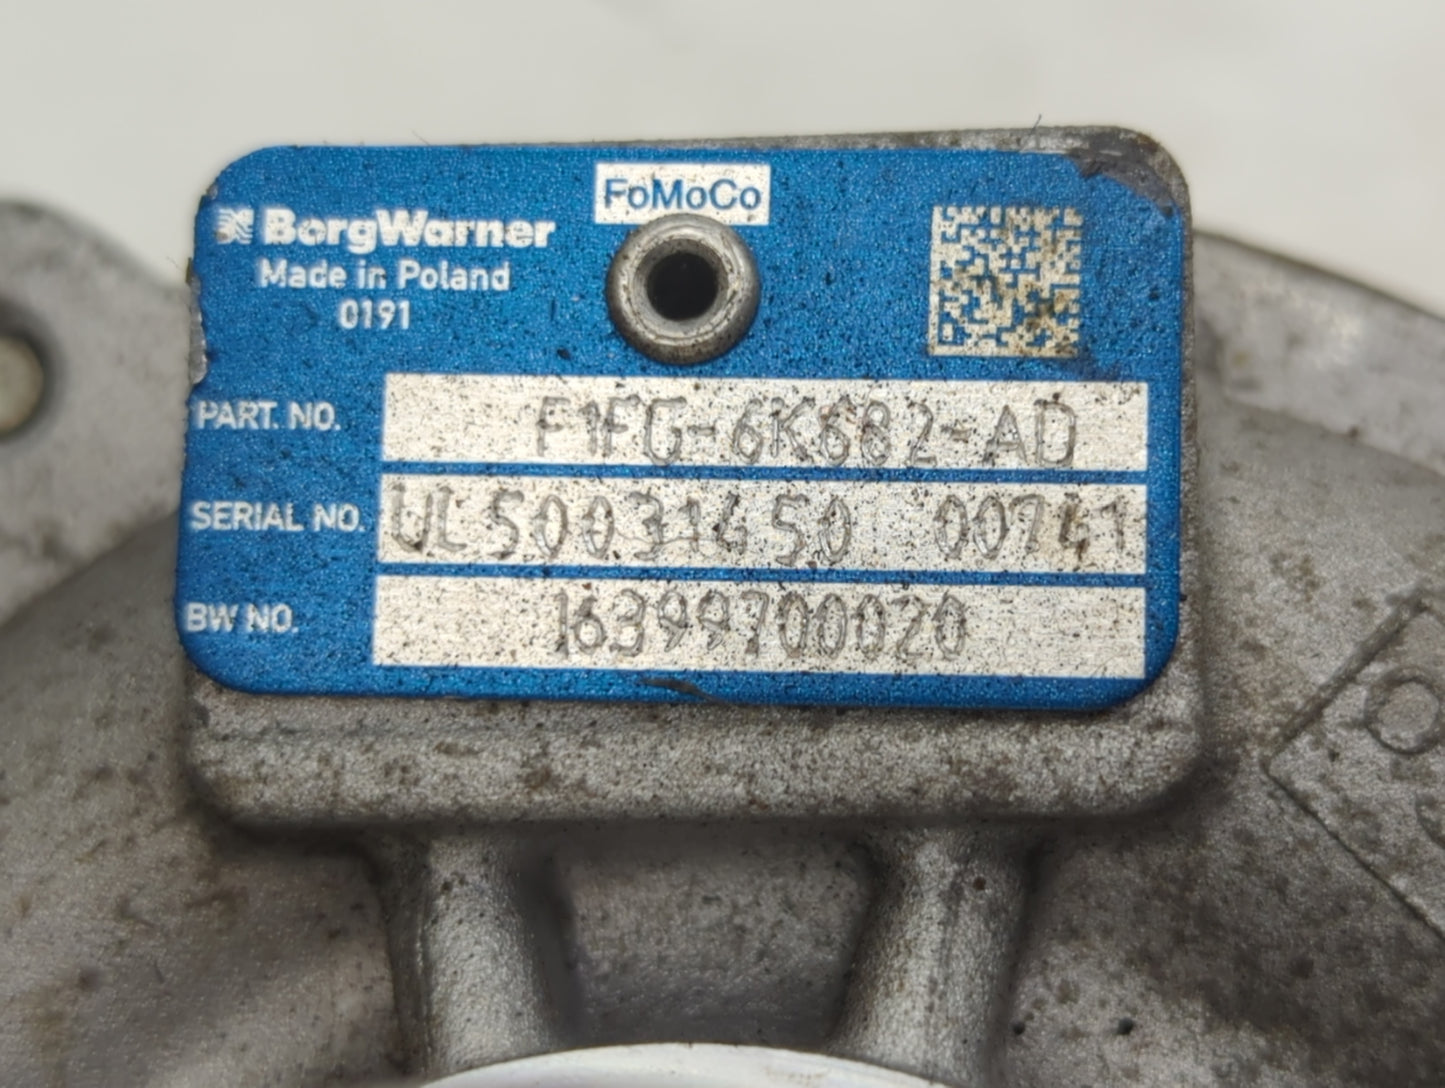 FoMoCo
BorgWarner
Made in Poland
0191
PART. NO. F1FG-6K682-AD
SERIAL NO. UL50031450 00741
BW NO. 16399700020